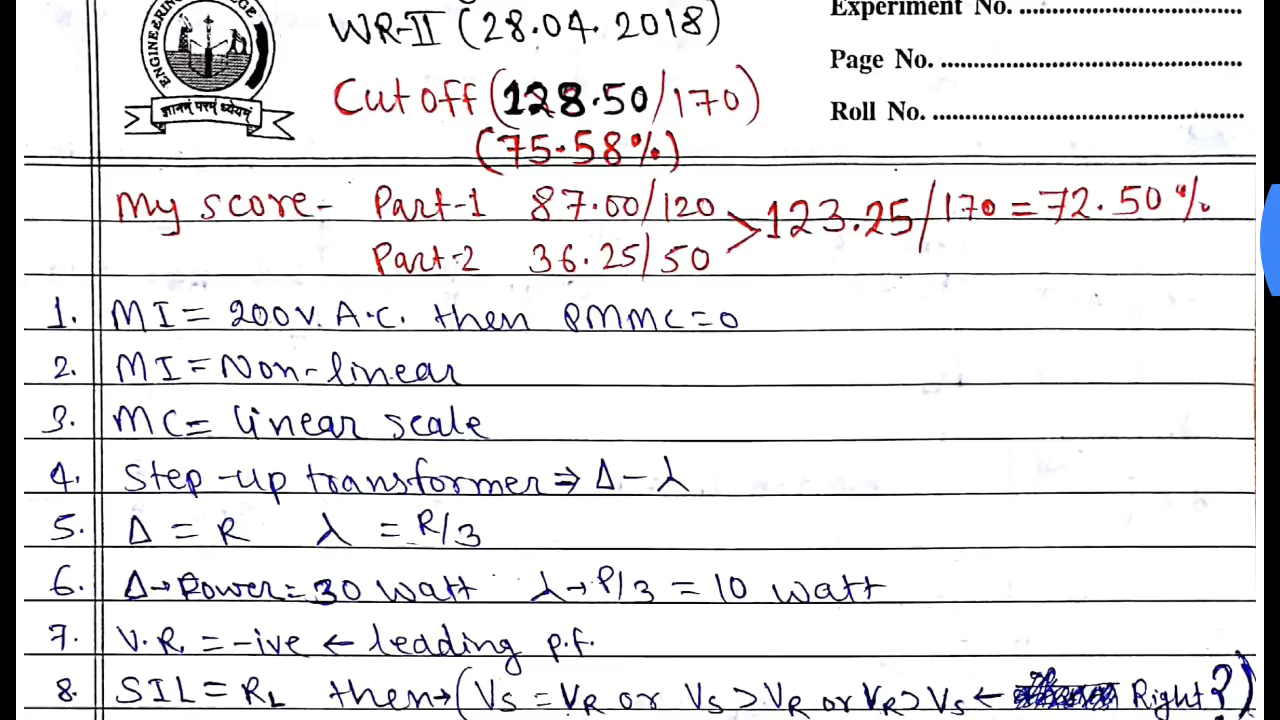 WR-II (28.04.2018)
Experiment No.
Cut off (128.50/170)
Page No.
(75.58%)
Roll No.
ज्ञानम् परमं ध्येयम्
My score- Part-1 87.00/120 > 123.25/170 = 72.50%
Part-2 36.25/50
1. MI = 200V. A.C. then PMMC=0
2. MI = Non-linear
3. MC= linear scale
4. Step-up transformer ⇒ Δ-⅄
5. Δ = R ⅄ = R/3
6. Δ→Power= 30 watt ⅄→P/3 = 10 watt
7. V.R. = -ive ← leading p.f.
8. SIL = RL then→(Vs = VR or Vs > VR or VR > Vs ← Right?)